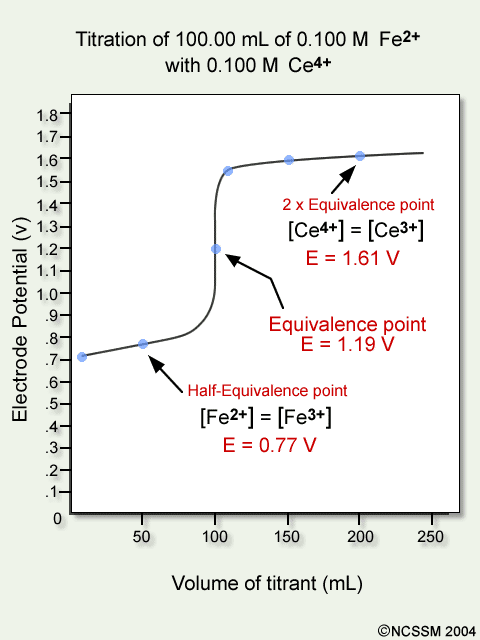 Titration of 100.00 mL of 0.100 M Fe2+
with 0.100 M Ce4+
Electrode Potential (v)
1.8
1.7
1.6
1.5
1.4
1.3
1.2
1.1
1.0
.9
.8
.7
.6
.5
.4
.3
.2
.1
0
2 x Equivalence point
[Ce4+] = [Ce3+]
E = 1.61 V
Equivalence point
E = 1.19 V
Half-Equivalence point
[Fe2+] = [Fe3+]
E = 0.77 V
50 100 150 200 250
Volume of titrant (mL)
©NCSSM 2004